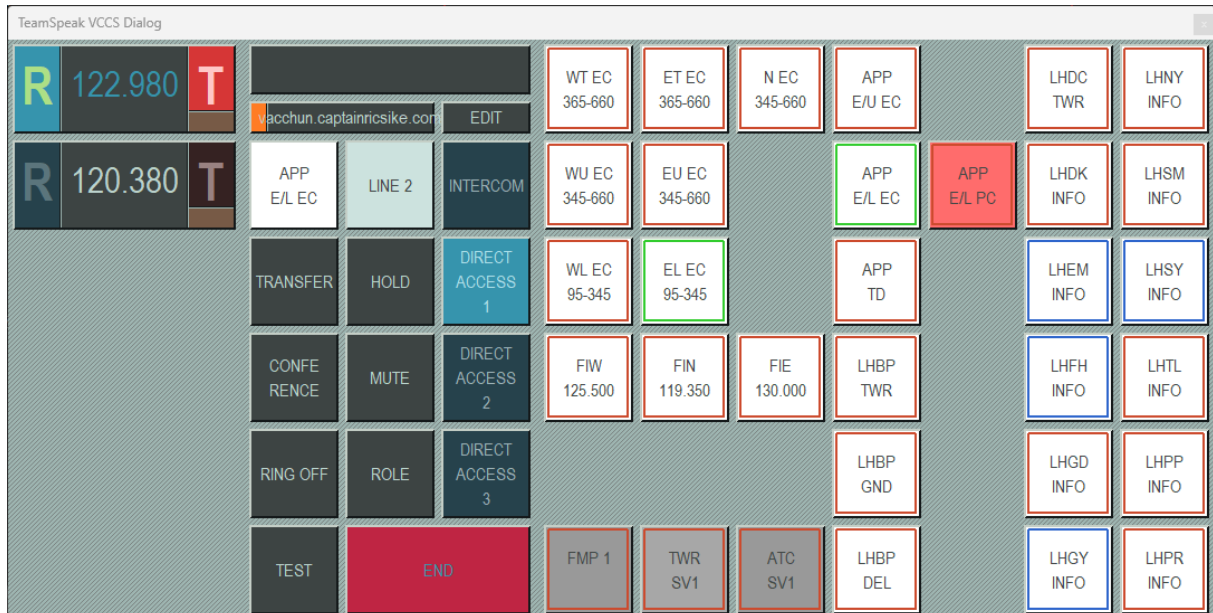 TeamSpeak VCCS Dialog
x
R 122.980 T
vacchun.captainricsike.com
EDIT
WT EC
365-660
ET EC
365-660
N EC
345-660
APP
E/U EC
LHDC
TWR
LHNY
INFO
R 120.380 T
APP
E/L EC
LINE 2
INTERCOM
WU EC
345-660
EU EC
345-660
APP
E/L EC
APP
E/L PC
LHDK
INFO
LHSM
INFO
TRANSFER
HOLD
DIRECT
ACCESS
1
WL EC
95-345
EL EC
95-345
APP
TD
LHEM
INFO
LHSY
INFO
CONFE
RENCE
MUTE
DIRECT
ACCESS
2
FIW
125.500
FIN
119.350
FIE
130.000
LHBP
TWR
LHFH
INFO
LHTL
INFO
RING OFF
ROLE
DIRECT
ACCESS
3
LHBP
GND
LHGD
INFO
LHPP
INFO
TEST
END
FMP 1
TWR
SV1
ATC
SV1
LHBP
DEL
LHGY
INFO
LHPR
INFO